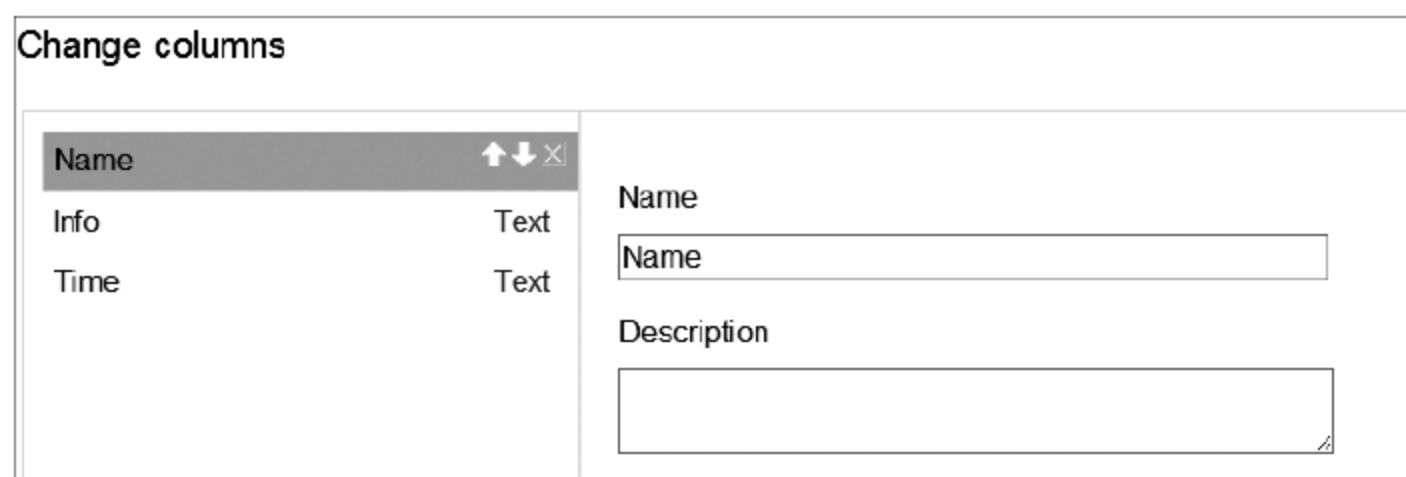 Change columns
Name
Info Text
Time Text
Name
Name
Description